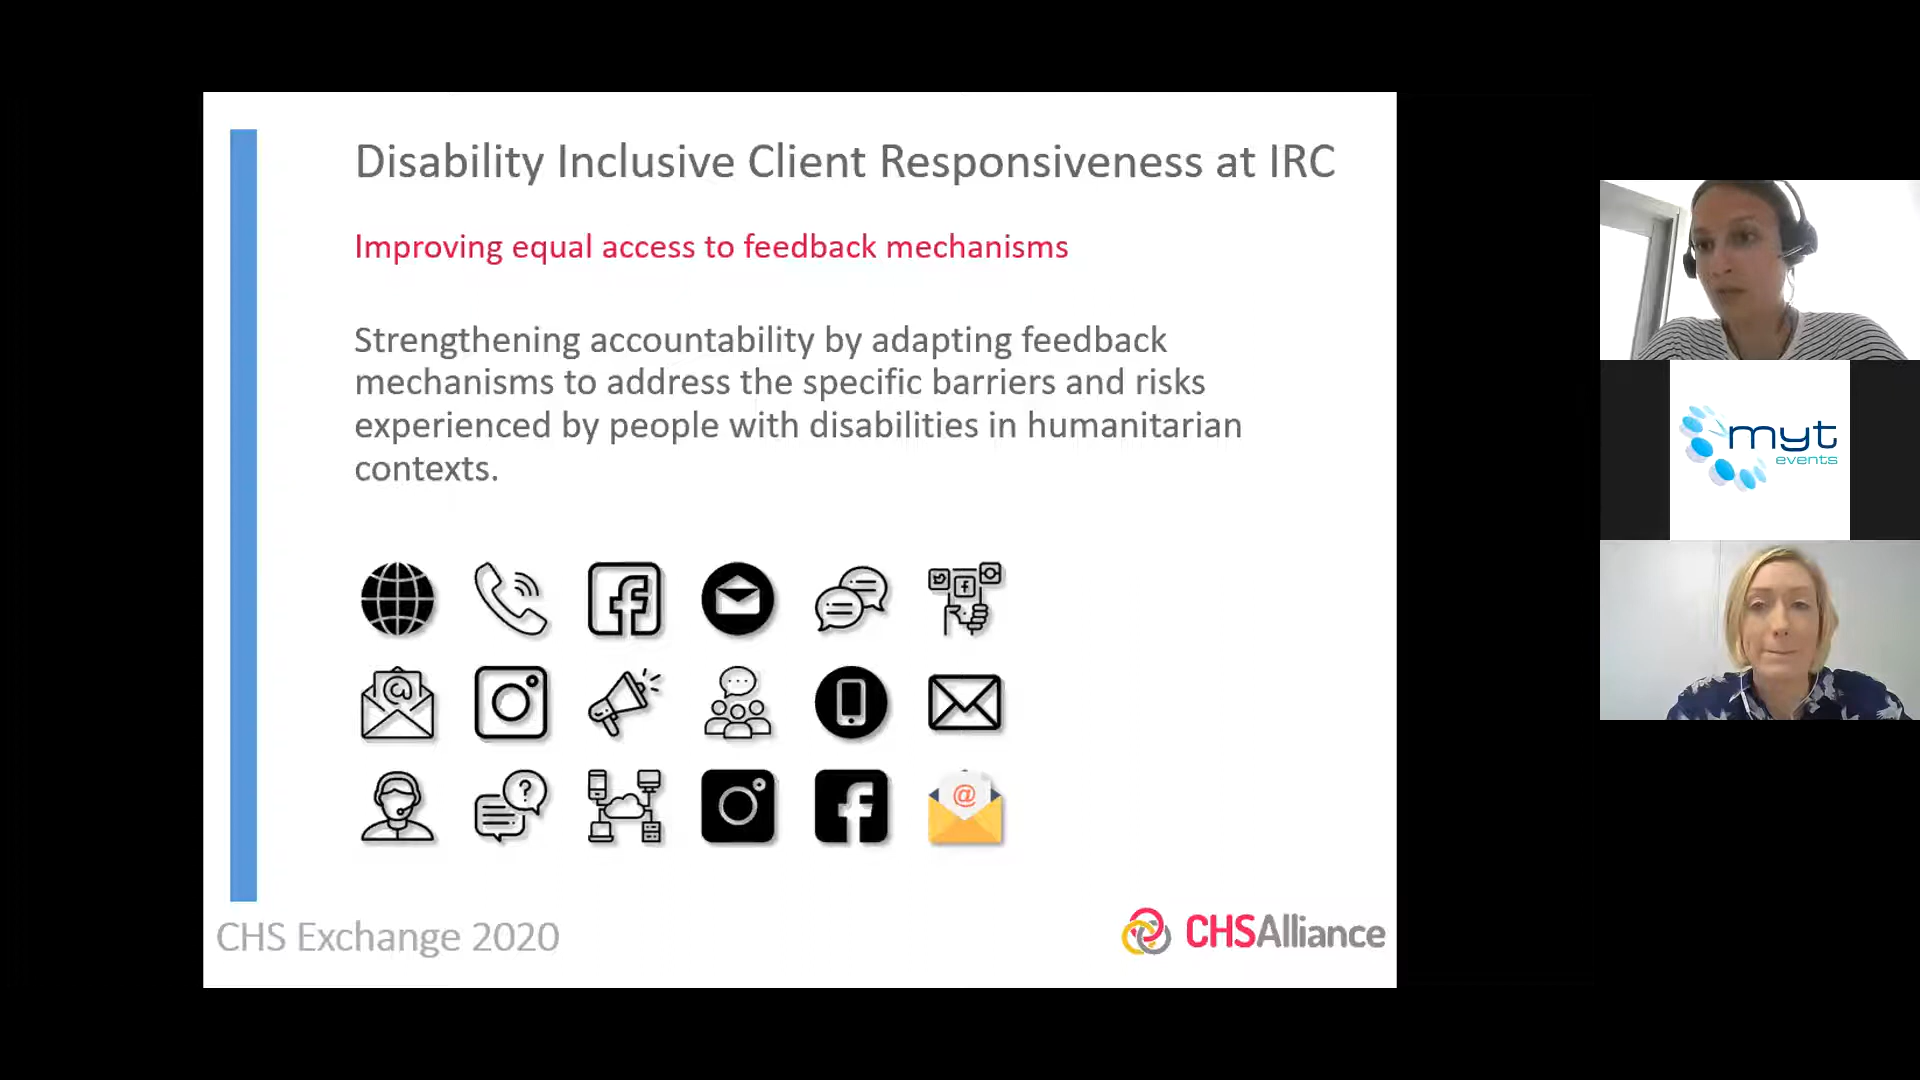 Disability Inclusive Client Responsiveness at IRC
Improving equal access to feedback mechanisms
Strengthening accountability by adapting feedback
mechanisms to address the specific barriers and risks
experienced by people with disabilities in humanitarian
contexts.
CHS Exchange 2020
CHSAlliance
myt
events